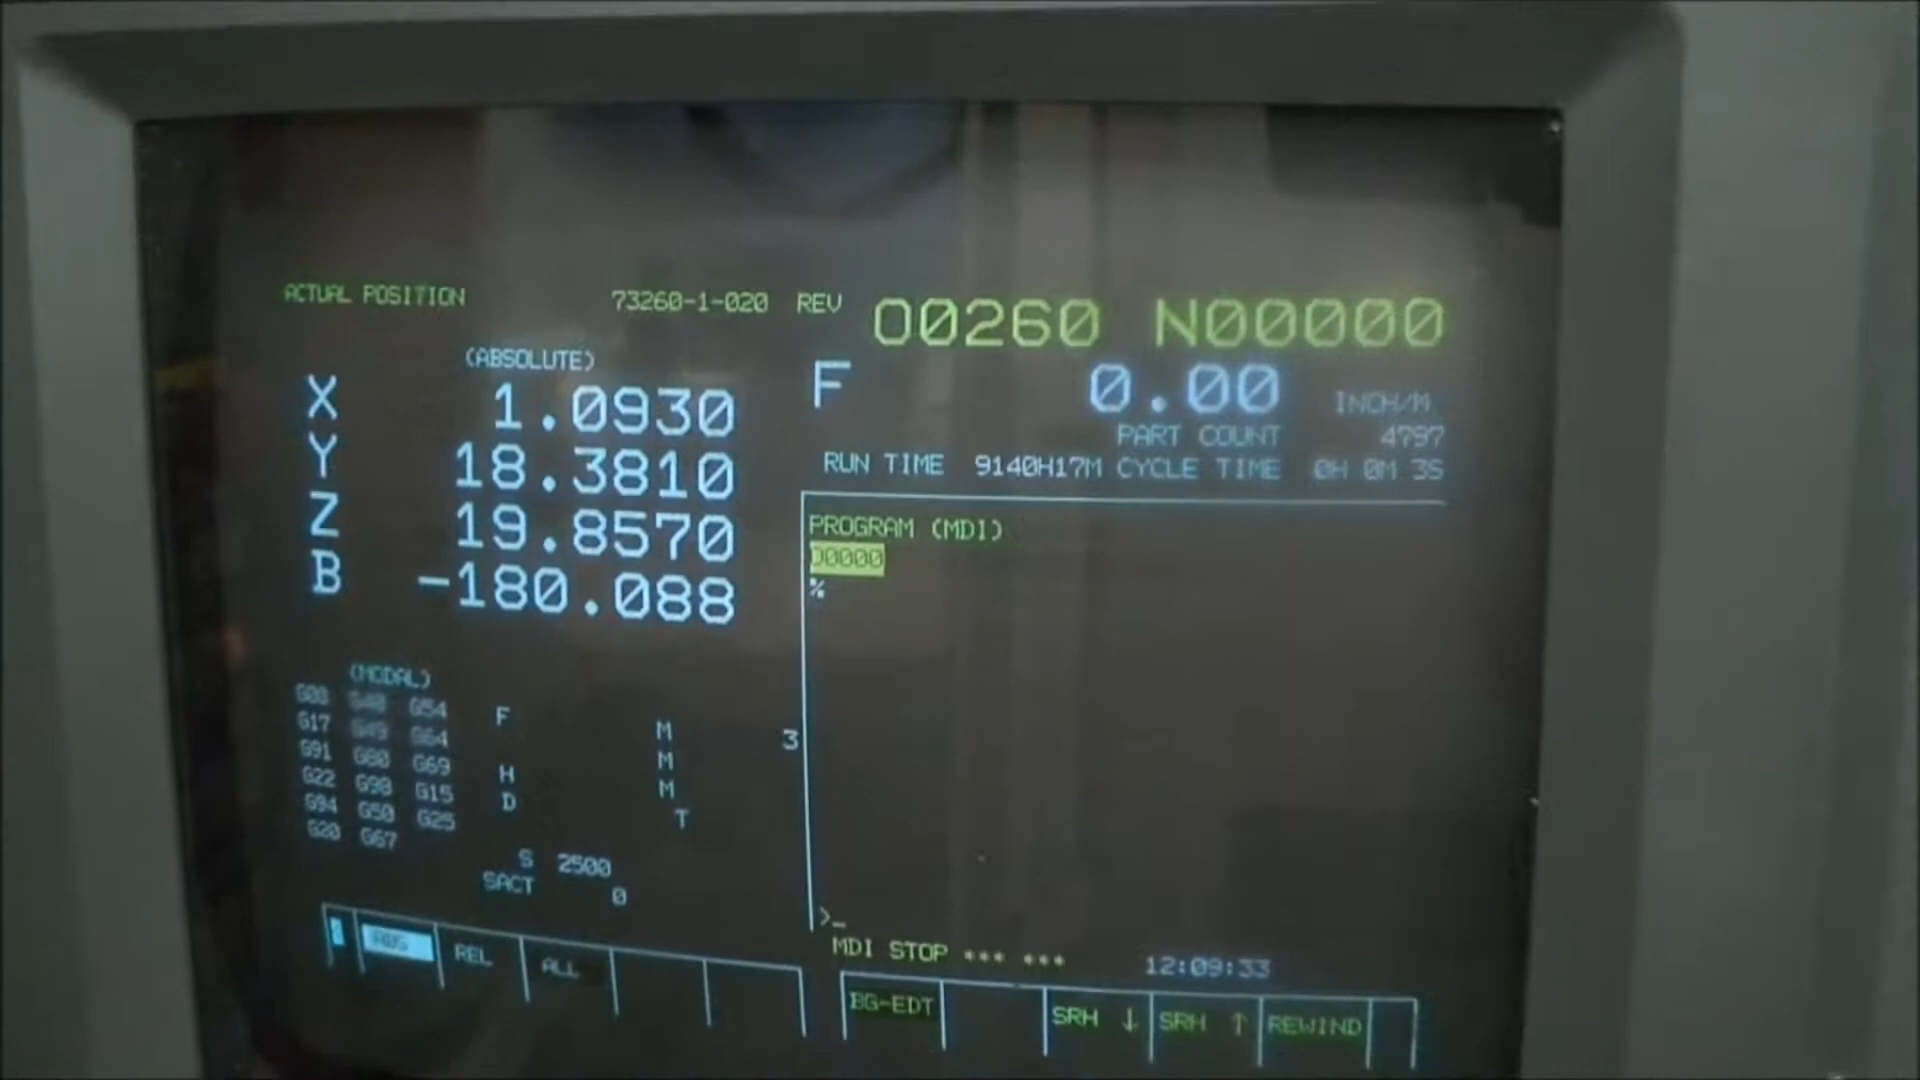 ACTUAL POSITION 73260-1-020 REV O0260 N00000
(ABSOLUTE)
X 1.0930
Y 18.3810
Z 19.8570
B -180.088
F 0.00 INCH/M
PART COUNT 4797
RUN TIME 9140H17M CYCLE TIME 0H 0M 3S
PROGRAM (MDI)
O0000
%
(MODAL)
G00 G40 G54 F M 3
G17 G49 G64 M
G91 G80 G69 H M
G22 G98 G15 D T
G94 G50 G25
G20 G67
S 2500
SACT 0
>_
MDI STOP *** *** 12:09:33
ABS REL ALL
BG-EDT SRH ↓ SRH ↑ REWIND